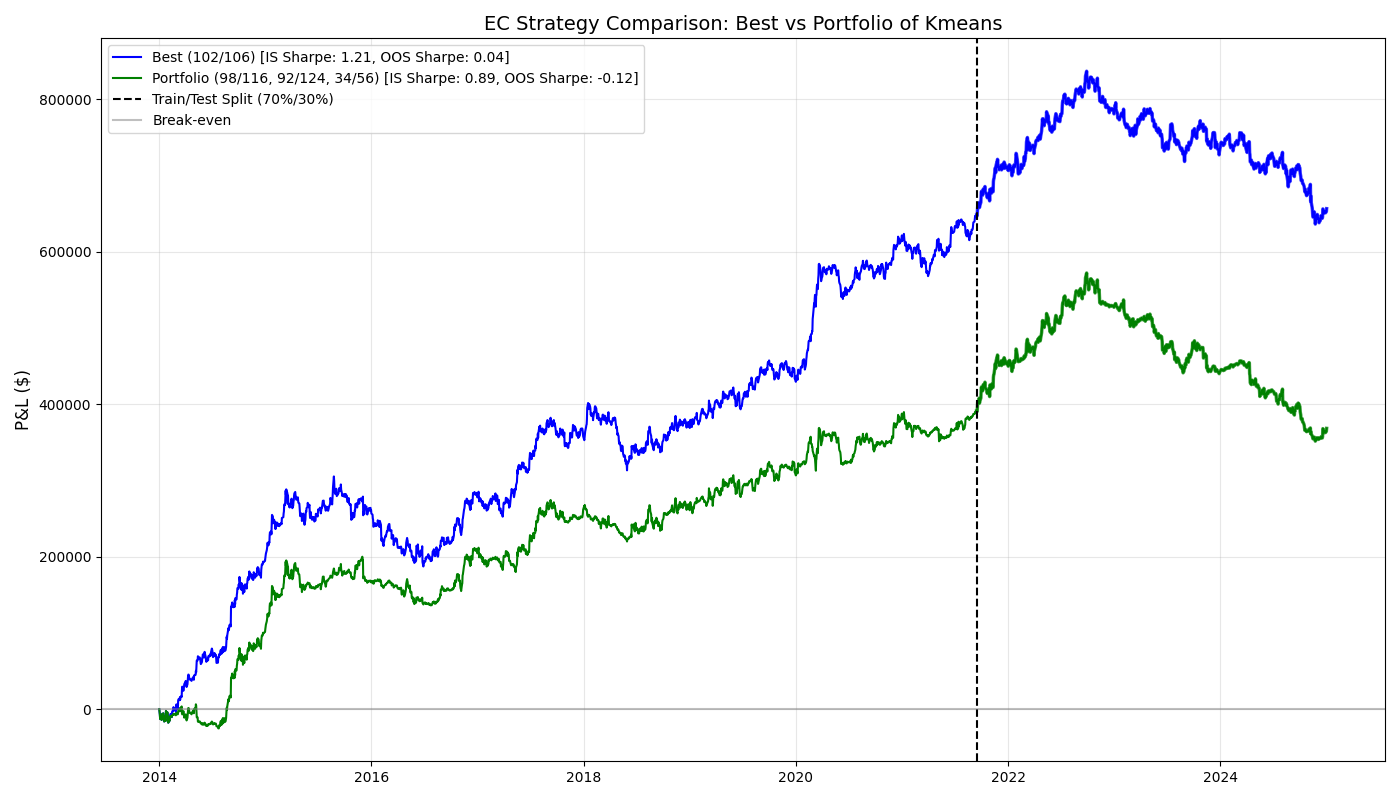 EC Strategy Comparison: Best vs Portfolio of Kmeans
Best (102/106) [IS Sharpe: 1.21, OOS Sharpe: 0.04]
Portfolio (98/116, 92/124, 34/56) [IS Sharpe: 0.89, OOS Sharpe: -0.12]
Train/Test Split (70%/30%)
Break-even
P&L ($)
800000
600000
400000
200000
0
2014 2016 2018 2020 2022 2024